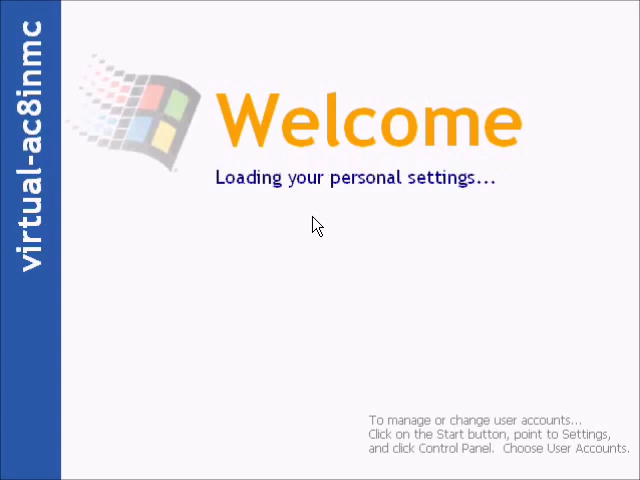 virtual-ac8inmc
Welcome
Loading your personal settings...
To manage or change user accounts...
Click on the Start button, point to Settings,
and click Control Panel.  Choose User Accounts.